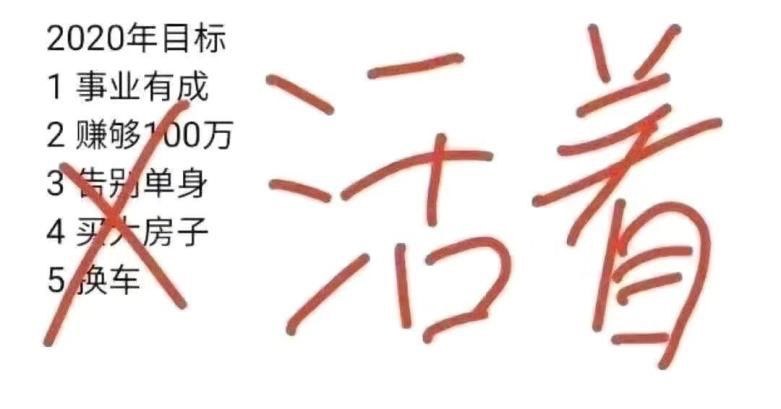 2020年目标
1 事业有成
2 赚够100万
3 告别单身
4 买大房子
5 换车
活着